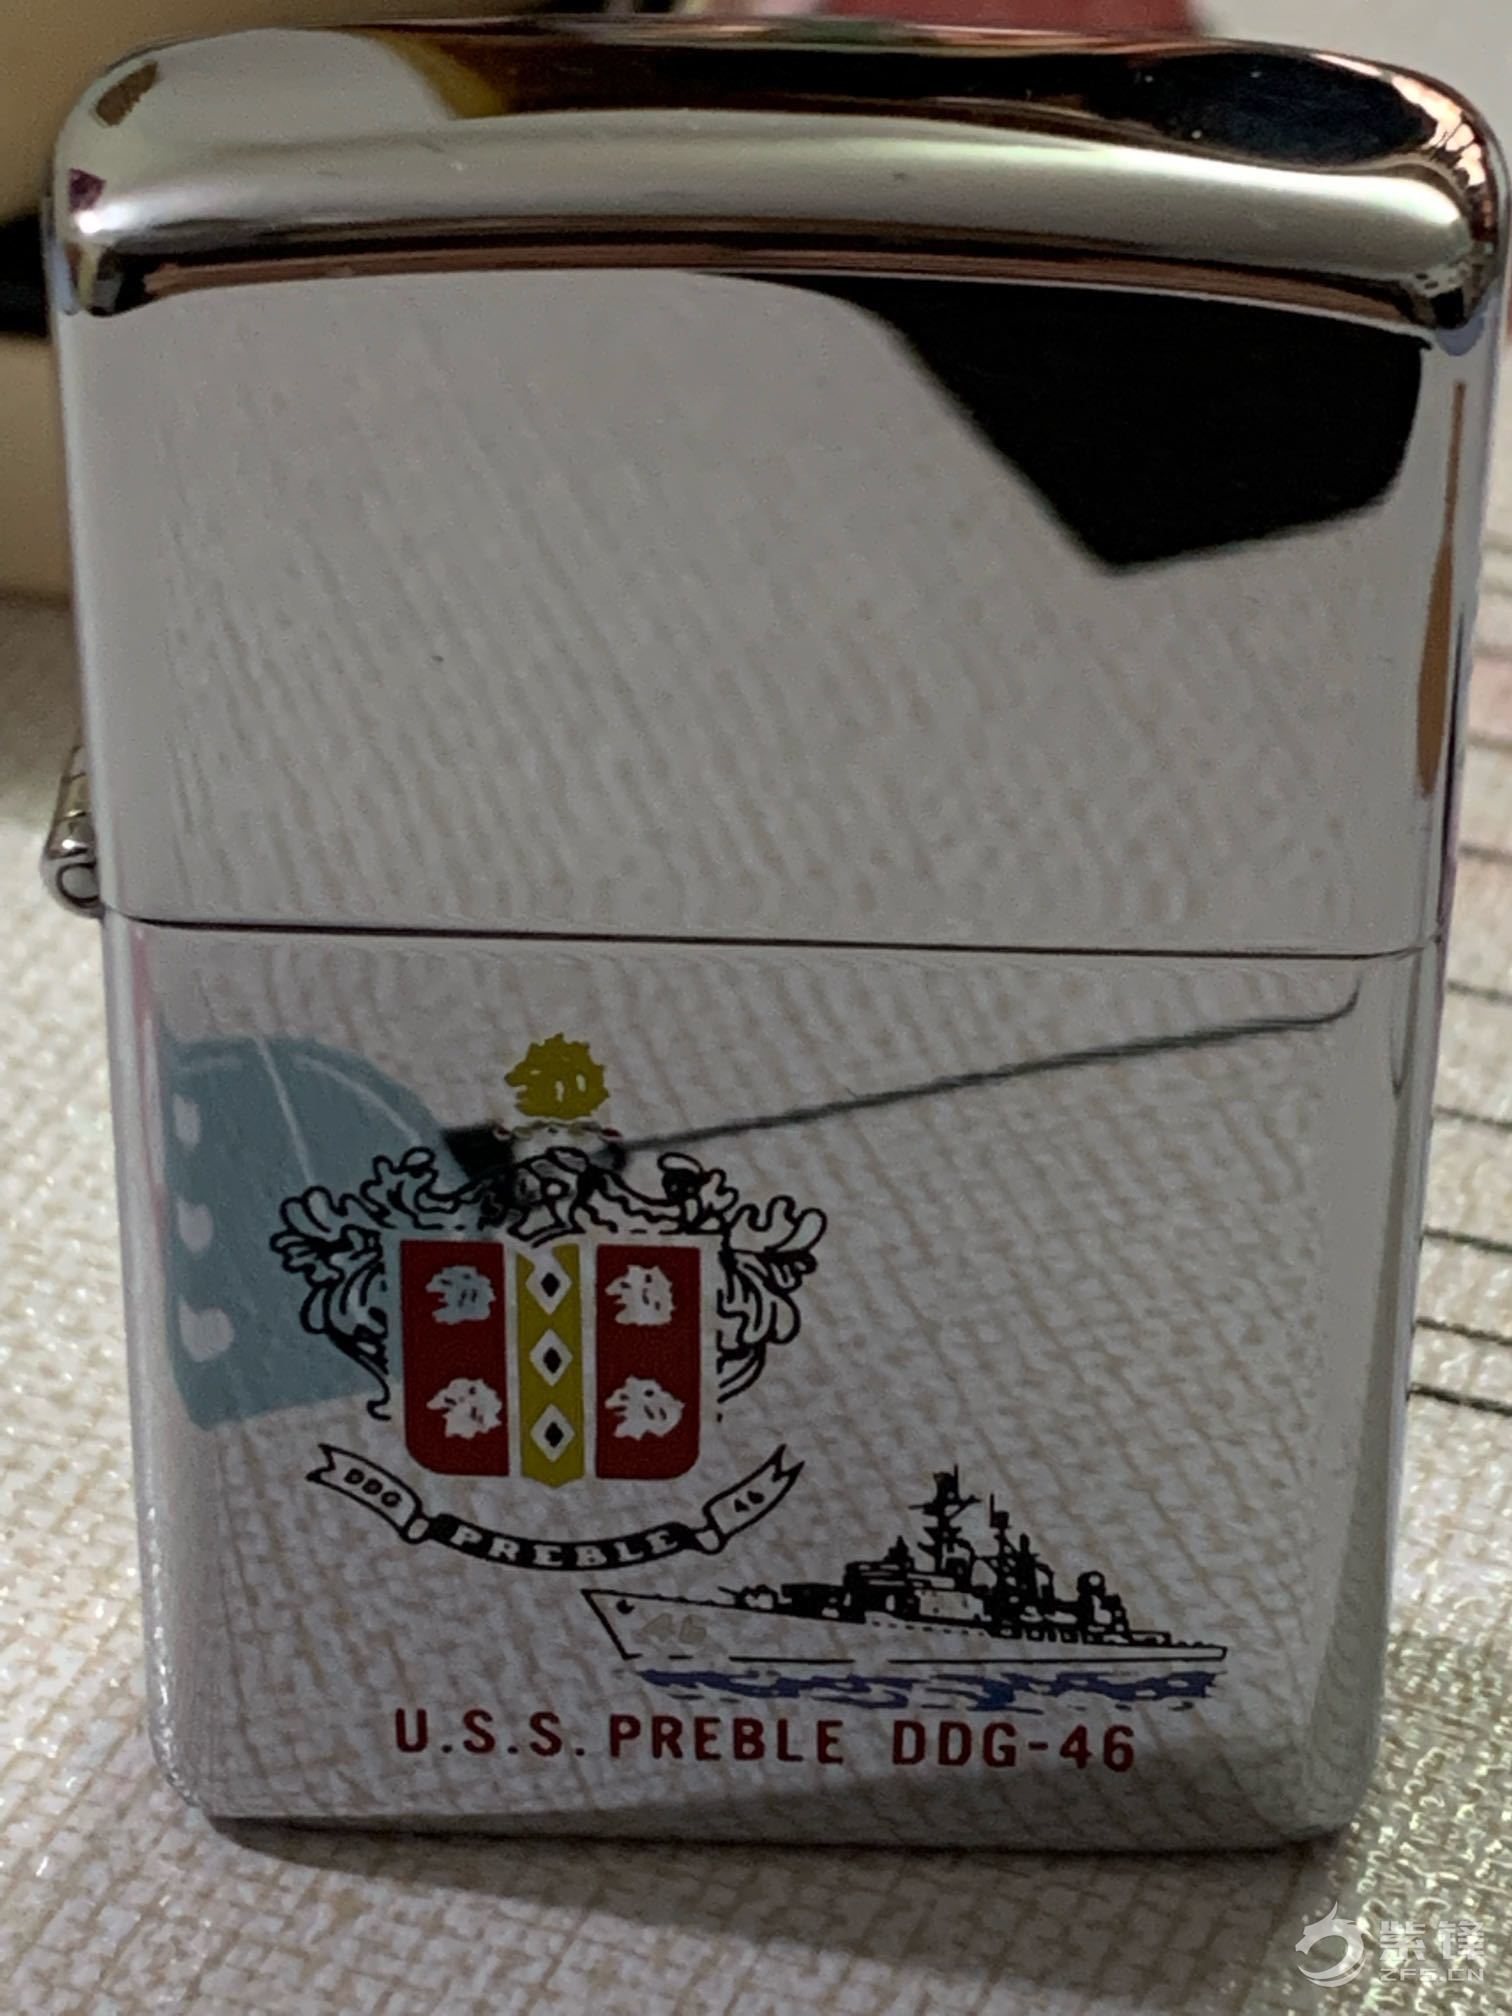 DDG PREBLE 46
46
U.S.S. PREBLE DDG-46
紫锋
ZF5.CN